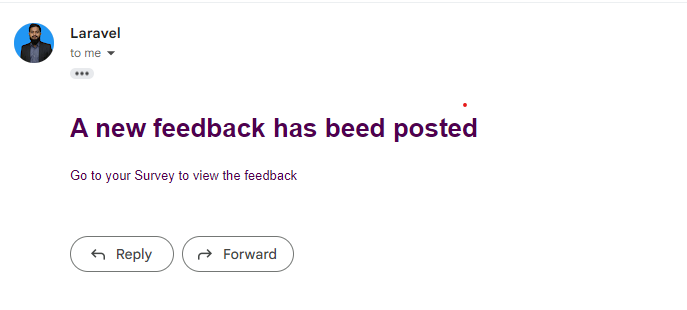 Laravel
to me
A new feedback has beed posted
Go to your Survey to view the feedback
Reply
Forward